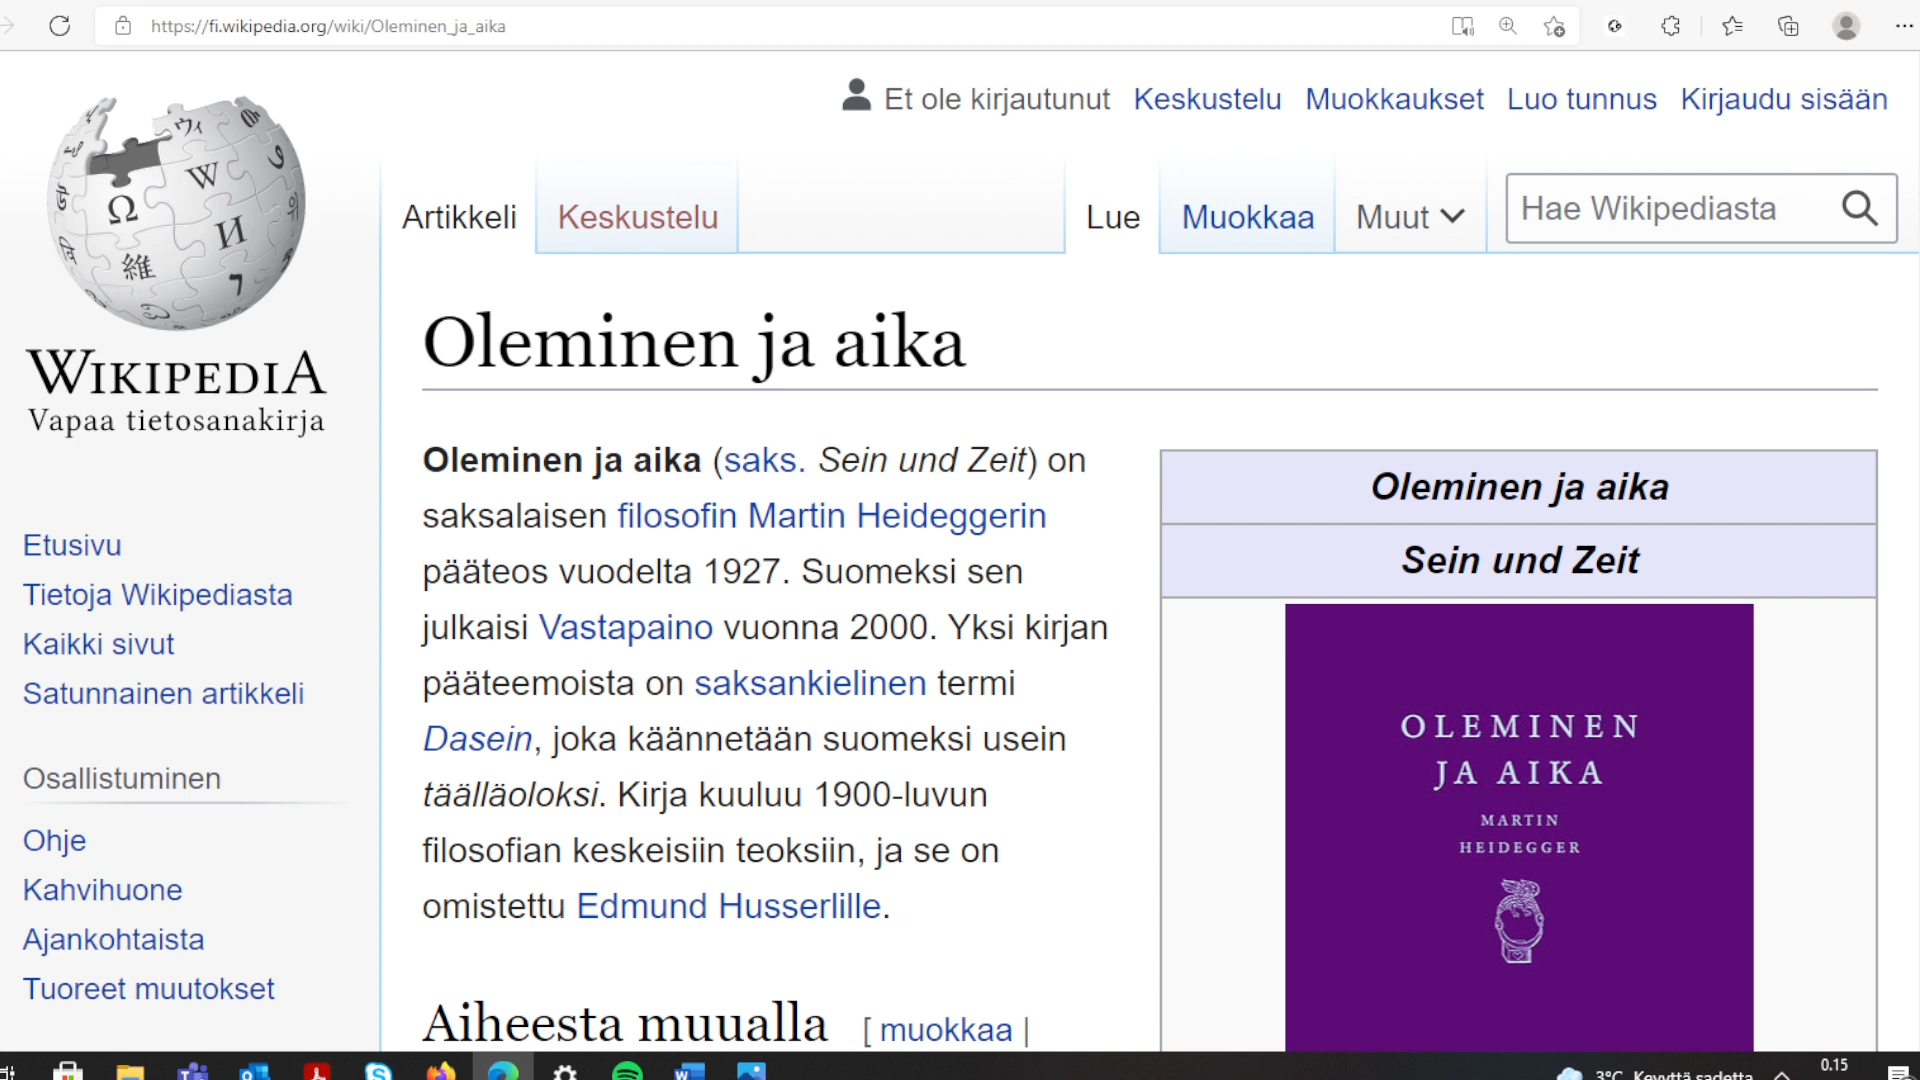 https://fi.wikipedia.org/wiki/Oleminen_ja_aika
Et ole kirjautunut Keskustelu Muokkaukset Luo tunnus Kirjaudu sisään
Artikkeli Keskustelu Lue Muokkaa Muut Hae Wikipediasta
WIKIPEDIA
Vapaa tietosanakirja
Etusivu
Tietoja Wikipediasta
Kaikki sivut
Satunnainen artikkeli
Osallistuminen
Ohje
Kahvihuone
Ajankohtaista
Tuoreet muutokset
Oleminen ja aika
Oleminen ja aika (saks. Sein und Zeit) on
saksalaisen filosofin Martin Heideggerin
pääteos vuodelta 1927. Suomeksi sen
julkaisi Vastapaino vuonna 2000. Yksi kirjan
pääteemoista on saksankielinen termi
Dasein, joka käännetään suomeksi usein
täälläoloksi. Kirja kuuluu 1900-luvun
filosofian keskeisiin teoksiin, ja se on
omistettu Edmund Husserlille.
Aiheesta muualla [ muokkaa |
Oleminen ja aika
Sein und Zeit
OLEMINEN
JA AIKA
MARTIN
HEIDEGGER
3°C Kevyttä sadetta 0.15